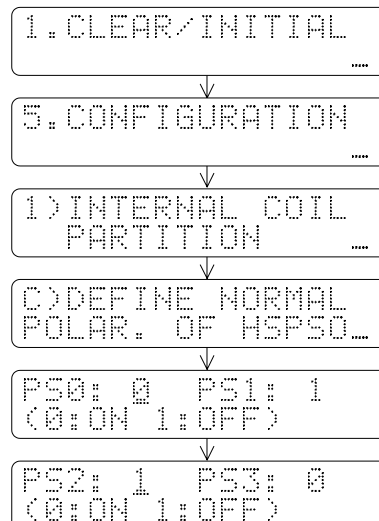 1.CLEAR/INITIAL
.....
5.CONFIGURATION
.....
1)INTERNAL COIL
PARTITION .....
C)DEFINE NORMAL
POLAR. OF HSPSO.....
PS0: 0 PS1: 1
(0:ON 1:OFF)
PS2: 1 PS3: 0
(0:ON 1:OFF)